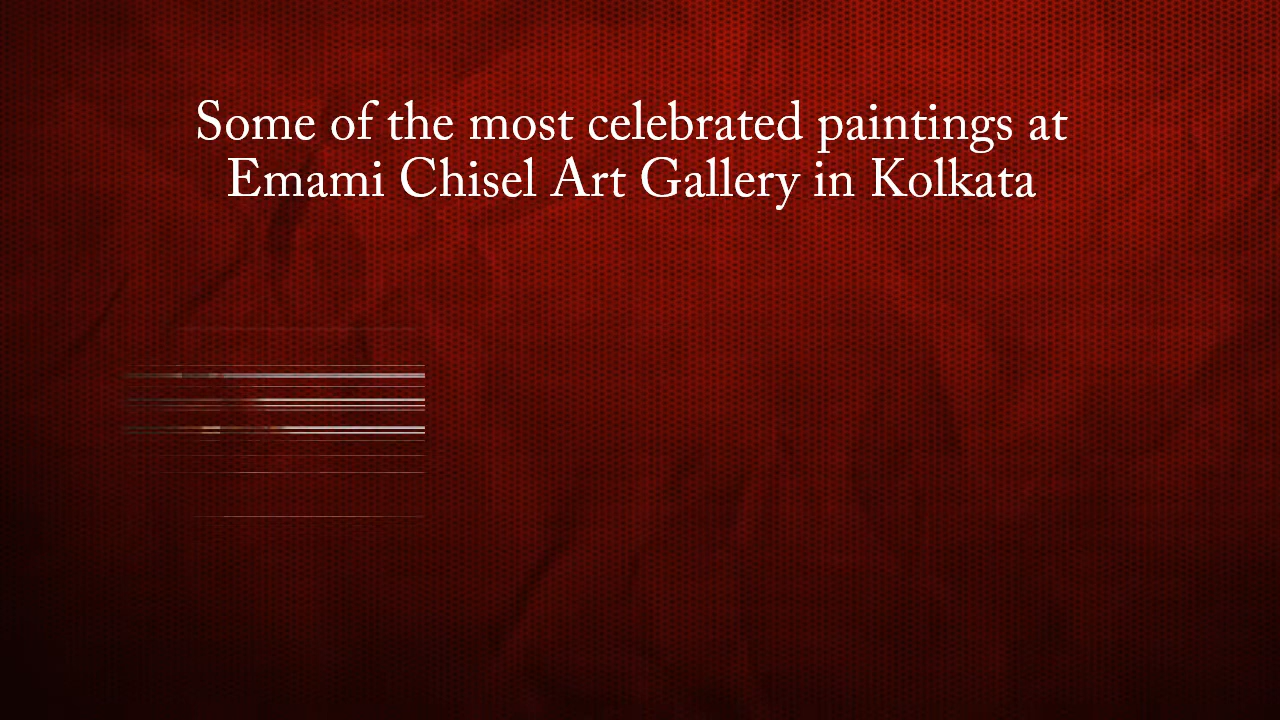 Some of the most celebrated paintings at
Emami Chisel Art Gallery in Kolkata